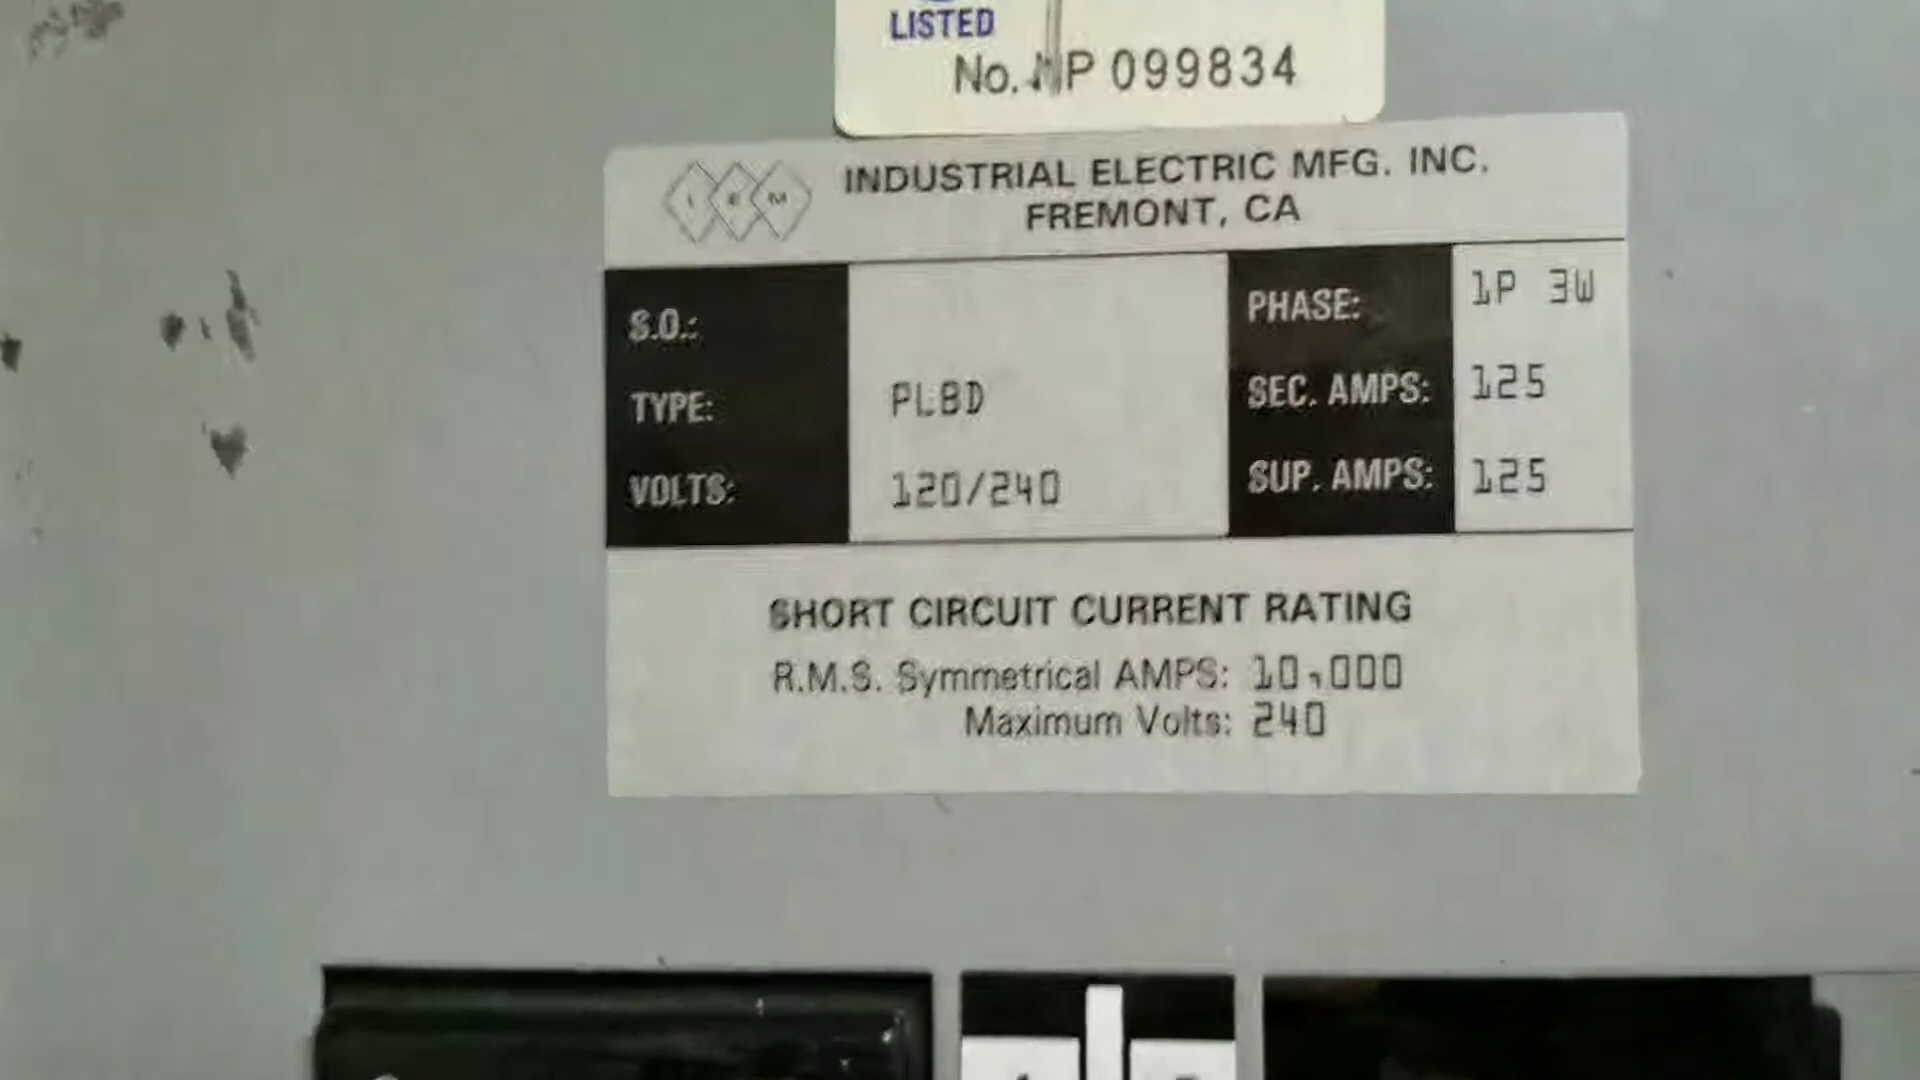 LISTED
No. MP 099834
I E M
INDUSTRIAL ELECTRIC MFG. INC.
FREMONT, CA
S.O.:
PHASE: 1P 3W
TYPE: PLBD
SEC. AMPS: 125
VOLTS: 120/240
SUP. AMPS: 125
SHORT CIRCUIT CURRENT RATING
R.M.S. Symmetrical AMPS: 10,000
Maximum Volts: 240